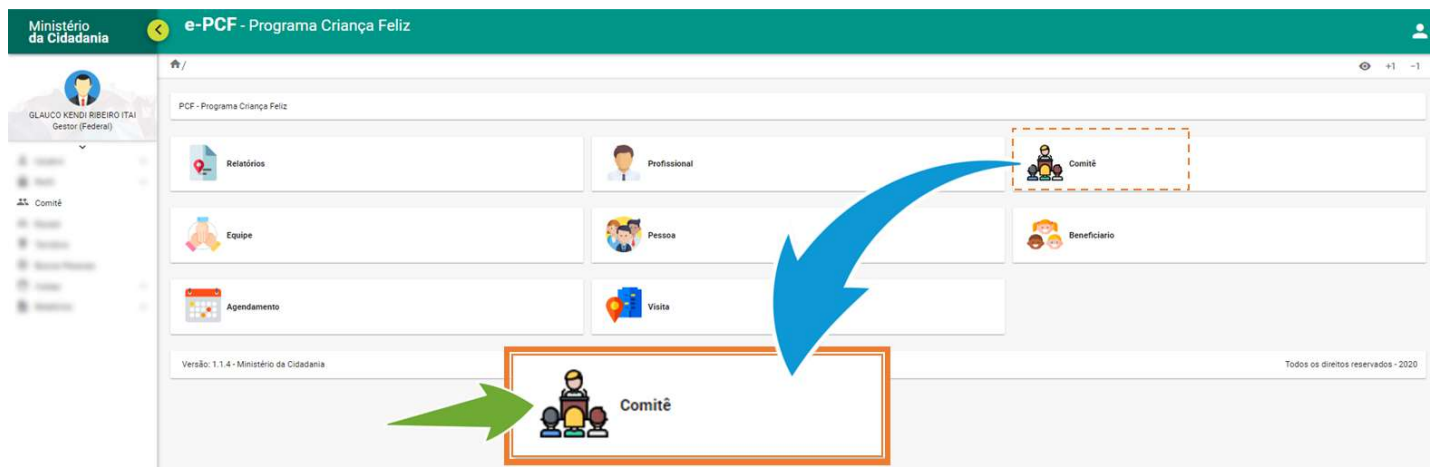 Ministério
da Cidadania
e-PCF - Programa Criança Feliz
/
+1 -1
GLAUCO KENDI RIBEIRO ITAI
Gestor (Federal)
Comitê
PCF - Programa Criança Feliz
Relatórios
Profissional
Comitê
Equipe
Pessoa
Beneficiario
Agendamento
Visita
Versão: 1.1.4 - Ministério da Cidadania
Todos os direitos reservados - 2020
Comitê